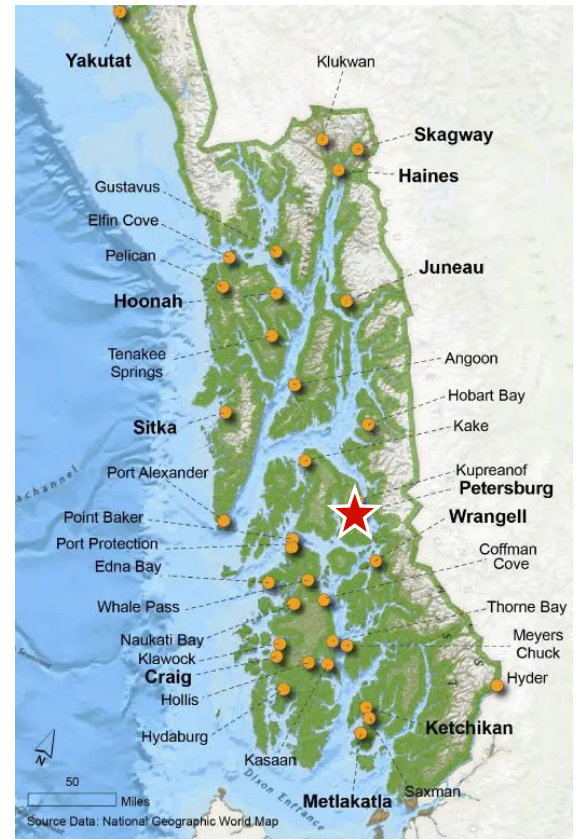 Yakutat
Klukwan
Skagway
Haines
Gustavus
Elfin Cove
Pelican
Juneau
Hoonah
Tenakee
Springs
Angoon
Hobart Bay
Sitka
Kake
Port Alexander
Kupreanof
Petersburg
Point Baker
Wrangell
Port Protection
Coffman
Cove
Edna Bay
Whale Pass
Thorne Bay
Naukati Bay
Meyers
Chuck
Klawock
Craig
Hyder
Hollis
Ketchikan
Hydaburg
Kasaan
Saxman
Metlakatla
Dixon Entrance
N
50
Miles
Source Data: National Geographic World Map